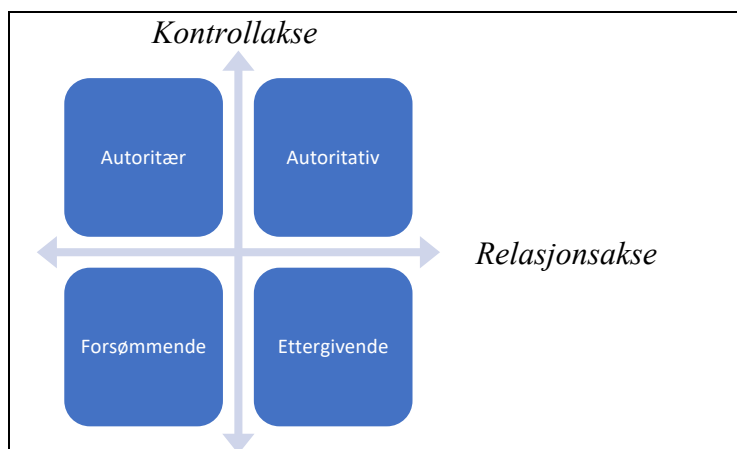 Kontrollakse
Autoritær
Autoritativ
Relasjonsakse
Forsømmende
Ettergivende